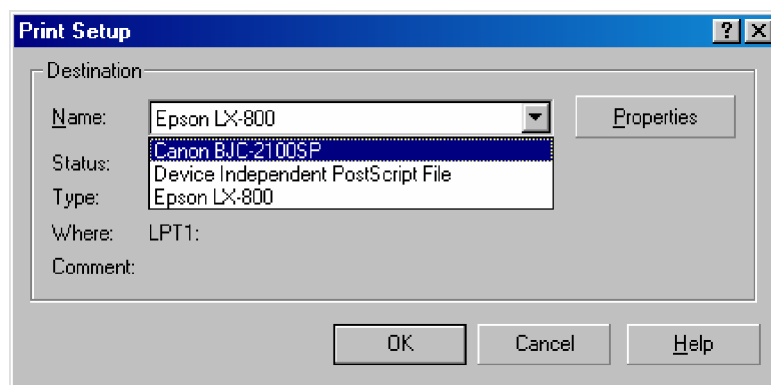 Print Setup
Destination
Name: Epson LX-800 Properties
Canon BJC-2100SP
Status: Device Independent PostScript File
Type: Epson LX-800
Where: LPT1:
Comment:
OK Cancel Help